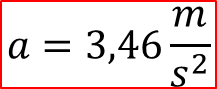 a = 3,46 m/s²